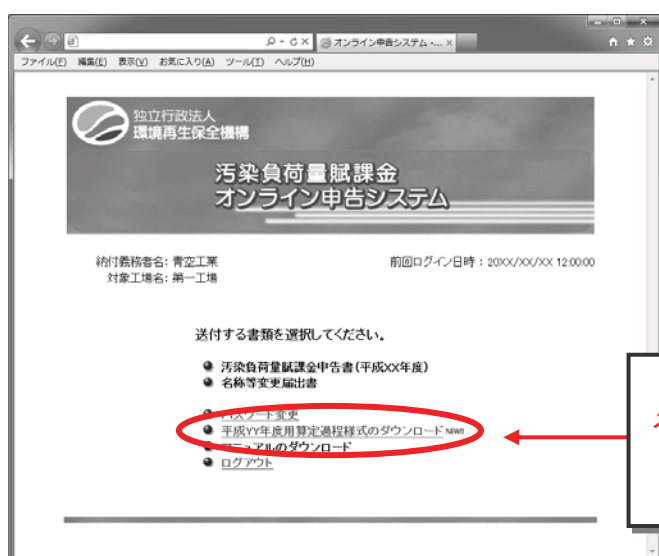 オンライン申告システム -... ×
ファイル(F) 編集(E) 表示(V) お気に入り(A) ツール(T) ヘルプ(H)
独立行政法人
環境再生保全機構
汚染負荷量賦課金
オンライン申告システム
納付義務者名: 青空工業
前回ログイン日時 : 20XX/XX/XX 12:00:00
対象工場名: 第一工場
送付する書類を選択してください。
汚染負荷量賦課金申告書(平成XX年度)
名称等変更届出書
パスワード変更
平成YY年度用算定過程様式のダウンロード NEW!!
マニュアルのダウンロード
ログアウト